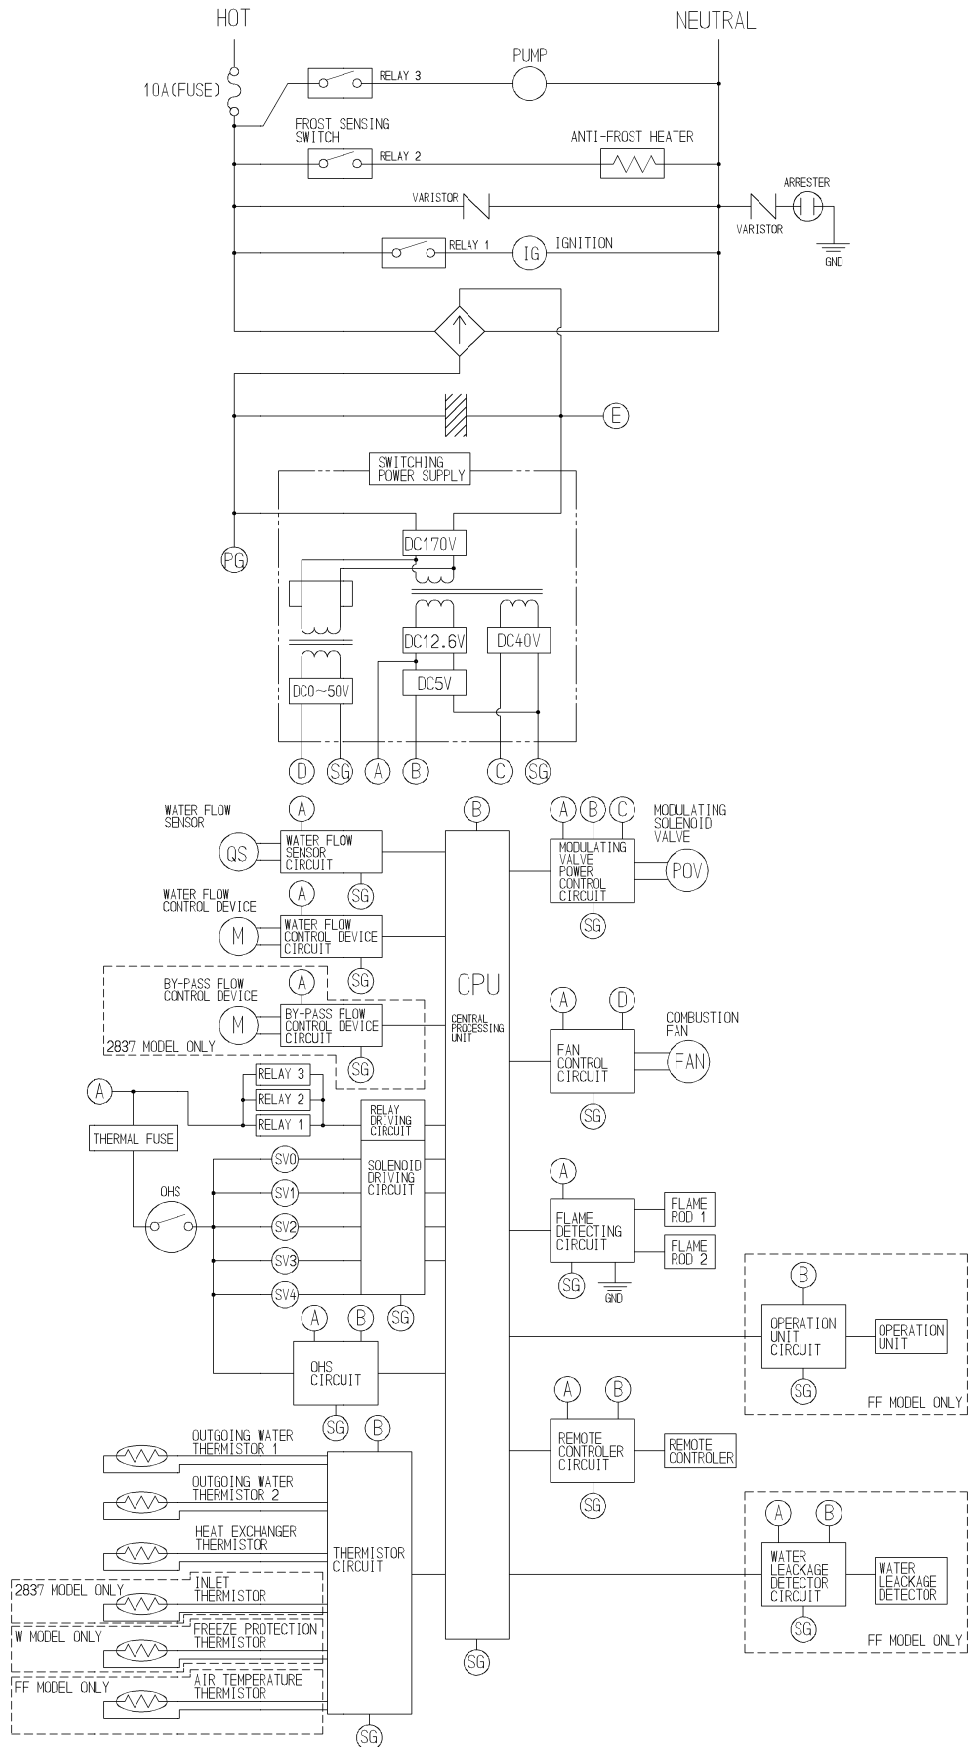 HOT
NEUTRAL
PUMP
10A(FUSE)
RELAY 3
FROST SENSING
SWITCH
RELAY 2
ANTI-FROST HEATER
VARISTOR
ARRESTER
VARISTOR
GND
RELAY 1
IG
IGNITION
E
SWITCHING
POWER SUPPLY
PG
DC170V
DC12.6V
DC40V
DC5V
DC0~50V
D
SG
A
B
C
SG
WATER FLOW
SENSOR
QS
A
WATER FLOW
SENSOR
CIRCUIT
SG
WATER FLOW
CONTROL DEVICE
M
A
WATER FLOW
CONTROL DEVICE
CIRCUIT
SG
BY-PASS FLOW
CONTROL DEVICE
M
A
BY-PASS FLOW
CONTROL DEVICE
CIRCUIT
SG
2837 MODEL ONLY
B
CPU
CENTRAL
PROCESSING
UNIT
SG
A
B
C
MODULATING
VALVE
POWER
CONTROL
CIRCUIT
SG
MODULATING
SOLENOID
VALVE
POV
A
D
FAN
CONTROL
CIRCUIT
SG
COMBUSTION
FAN
FAN
A
THERMAL FUSE
RELAY 3
RELAY 2
RELAY 1
RELAY
DRIVING
CIRCUIT
OHS
SV0
SV1
SV2
SV3
SV4
SOLENOID
DRIVING
CIRCUIT
SG
A
FLAME
DETECTING
CIRCUIT
SG
GND
FLAME
ROD 1
FLAME
ROD 2
A
B
OHS
CIRCUIT
SG
B
OPERATION
UNIT
CIRCUIT
SG
OPERATION
UNIT
FF MODEL ONLY
A
B
REMOTE
CONTROLER
CIRCUIT
SG
REMOTE
CONTROLER
B
THERMISTOR
CIRCUIT
SG
OUTGOING WATER
THERMISTOR 1
OUTGOING WATER
THERMISTOR 2
HEAT EXCHANGER
THERMISTOR
2837 MODEL ONLY
INLET
THERMISTOR
W MODEL ONLY
FREEZE PROTECTION
THERMISTOR
FF MODEL ONLY
AIR TEMPERATURE
THERMISTOR
A
B
WATER
LEACKAGE
DETECTOR
CIRCUIT
SG
WATER
LEACKAGE
DETECTOR
FF MODEL ONLY